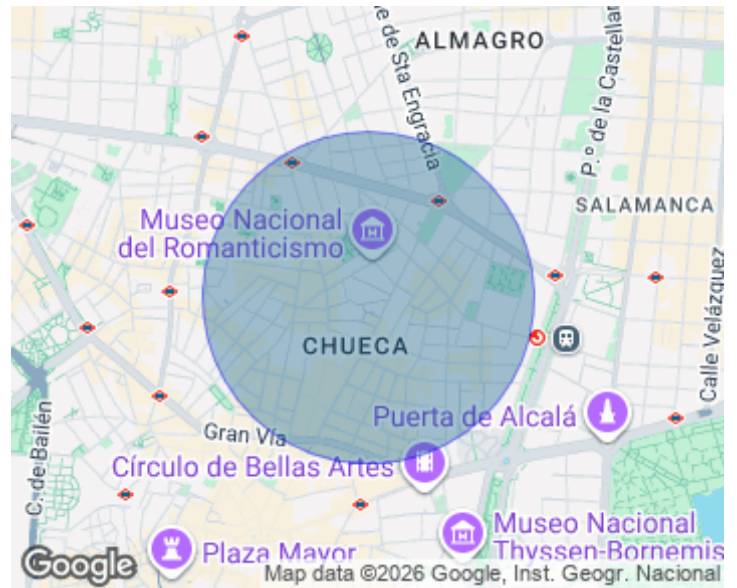 ALMAGRO
de Sta Engracia
P.º de la Castellan
SALAMANCA
Museo Nacional
del Romanticismo
Calle Velázquez
CHUECA
Puerta de Alcalá
Gran Vía
C. de Bailén
Círculo de Bellas Artes
Plaza Mayor
Museo Nacional
Thyssen-Bornemis
Google
Map data ©2026 Google, Inst. Geogr. Nacional